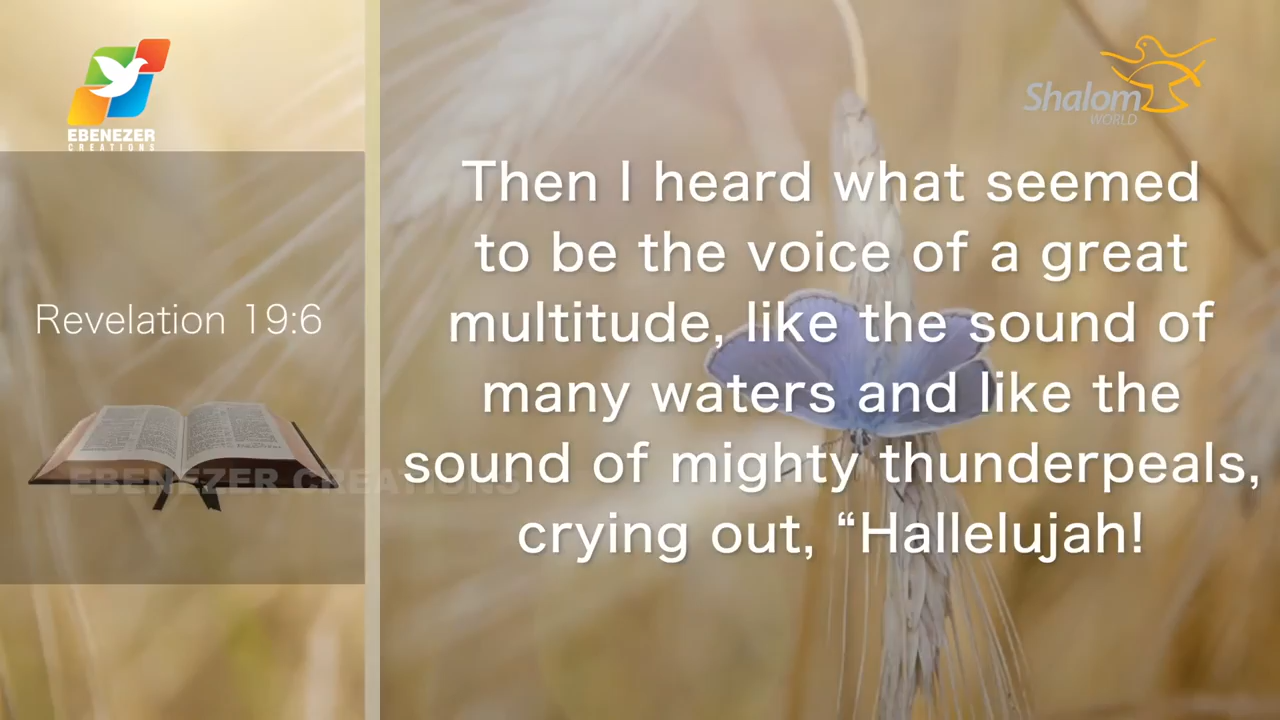 EBENEZER
CREATIONS
Shalom
WORLD
Revelation 19:6
EBENEZER CREATIONS
Then I heard what seemed
to be the voice of a great
multitude, like the sound of
many waters and like the
sound of mighty thunderpeals,
crying out, “Hallelujah!